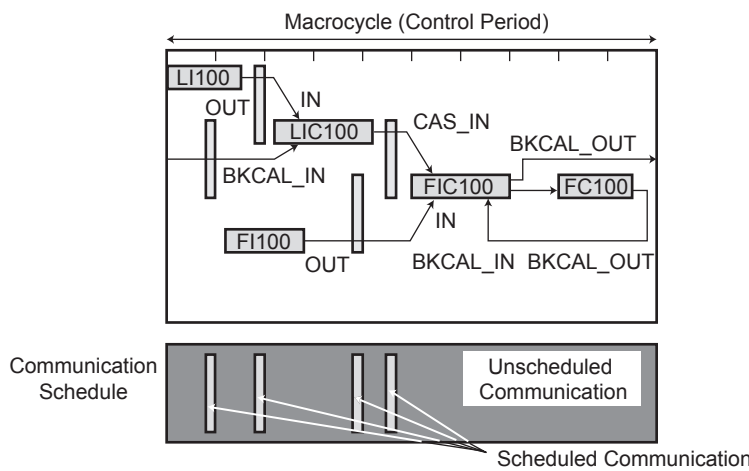 Macrocycle (Control Period)
LI100
OUT
IN
LIC100
CAS_IN
BKCAL_OUT
BKCAL_IN
FIC100
FC100
IN
FI100
OUT
BKCAL_IN
BKCAL_OUT
Communication
Schedule
Unscheduled
Communication
Scheduled Communication